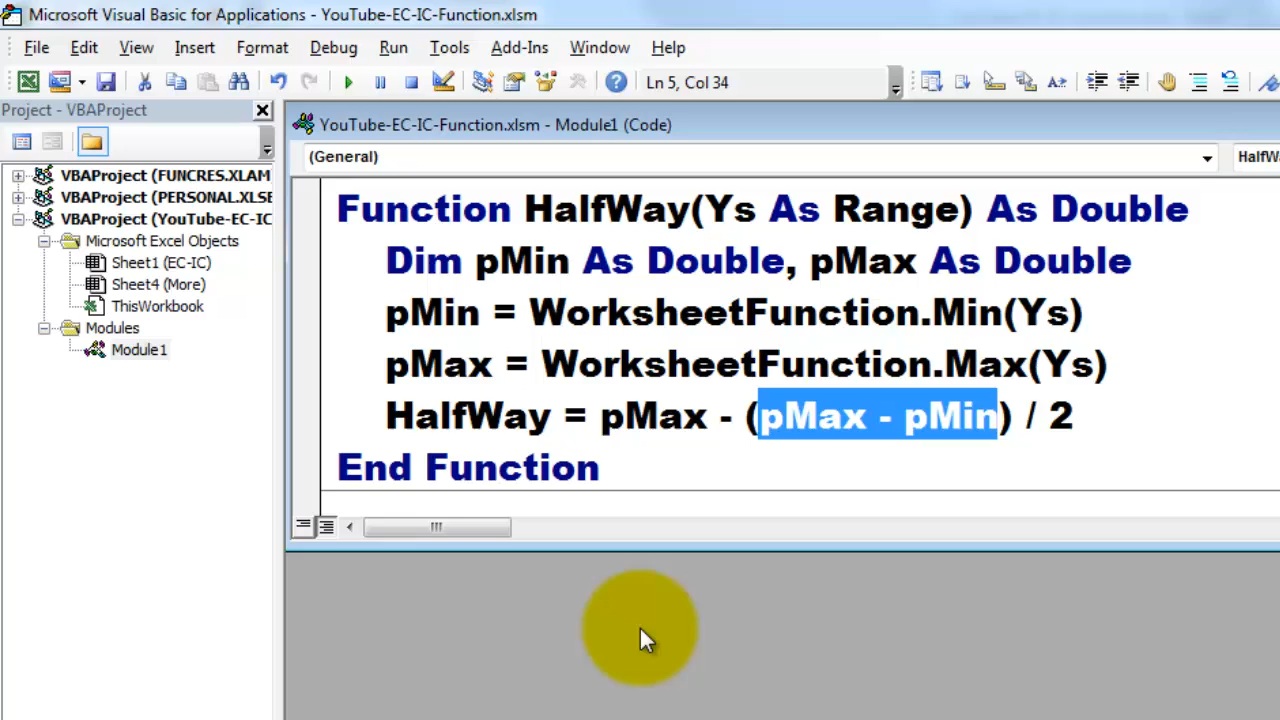 Microsoft Visual Basic for Applications - YouTube-EC-IC-Function.xlsm
File Edit View Insert Format Debug Run Tools Add-Ins Window Help
Ln 5, Col 34
Project - VBAProject
YouTube-EC-IC-Function.xlsm - Module1 (Code)
(General)
HalfWa
VBAProject (FUNCRES.XLAM
VBAProject (PERSONAL.XLSE
VBAProject (YouTube-EC-IC
Microsoft Excel Objects
Sheet1 (EC-IC)
Sheet4 (More)
ThisWorkbook
Modules
Module1
Function HalfWay(Ys As Range) As Double
Dim pMin As Double, pMax As Double
pMin = WorksheetFunction.Min(Ys)
pMax = WorksheetFunction.Max(Ys)
HalfWay = pMax - (pMax - pMin) / 2
End Function